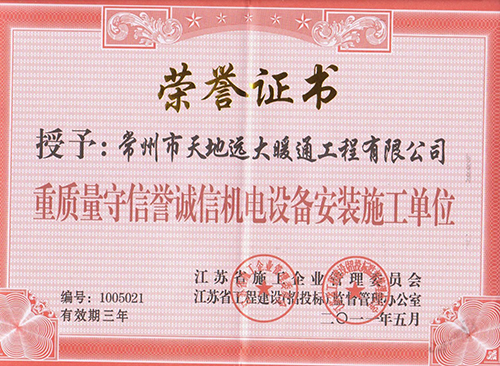 荣誉证书
授予：常州市天地远大暖通工程有限公司
重质量守信誉诚信机电设备安装施工单位
江苏省施工企业管理委员会
江苏省工程建设(招投标)监督管理办公室
二〇一一年五月
编号：1005021
有效期三年